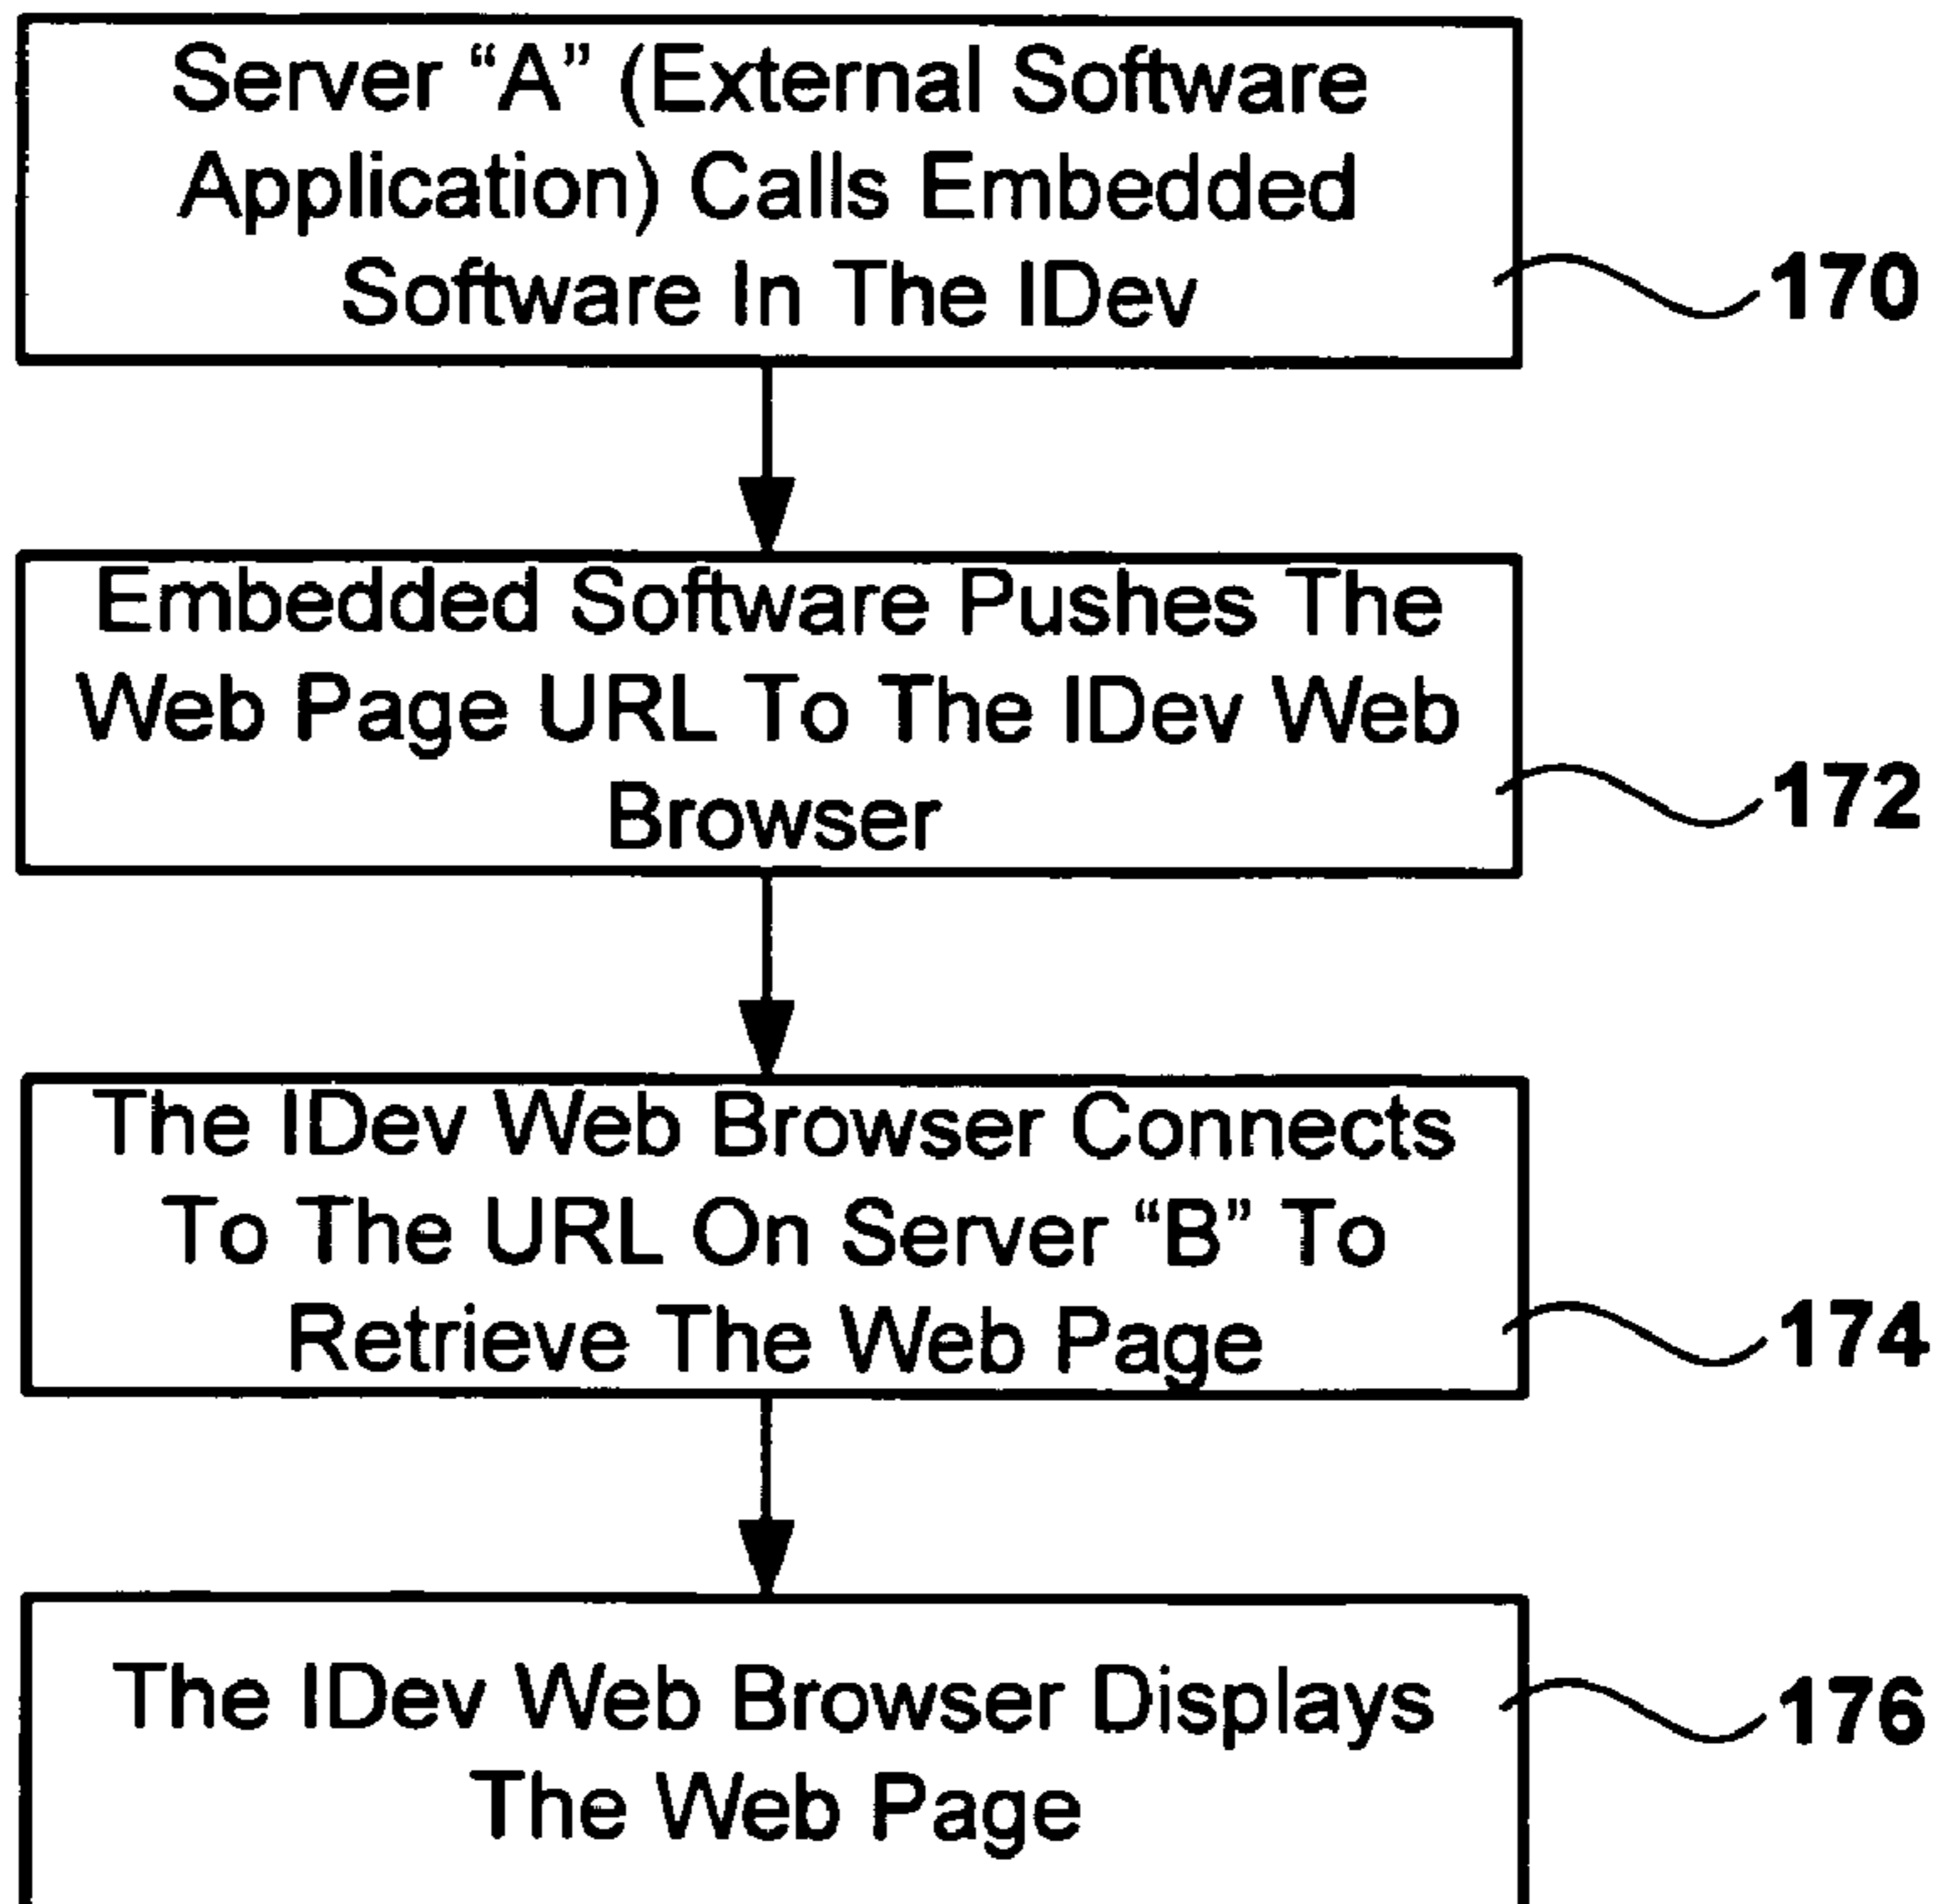 Server “A” (External Software
Application) Calls Embedded
Software In The IDev
170
Embedded Software Pushes The
Web Page URL To The IDev Web
Browser
172
The IDev Web Browser Connects
To The URL On Server “B” To
Retrieve The Web Page
174
The IDev Web Browser Displays
The Web Page
176